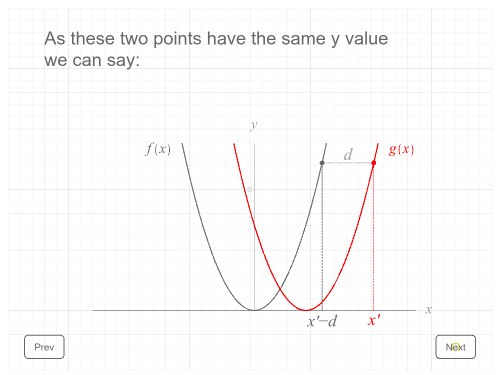 As these two points have the same y value
we can say:
y
f(x)
d
g(x)
x
x'−d
x'
Prev
Next